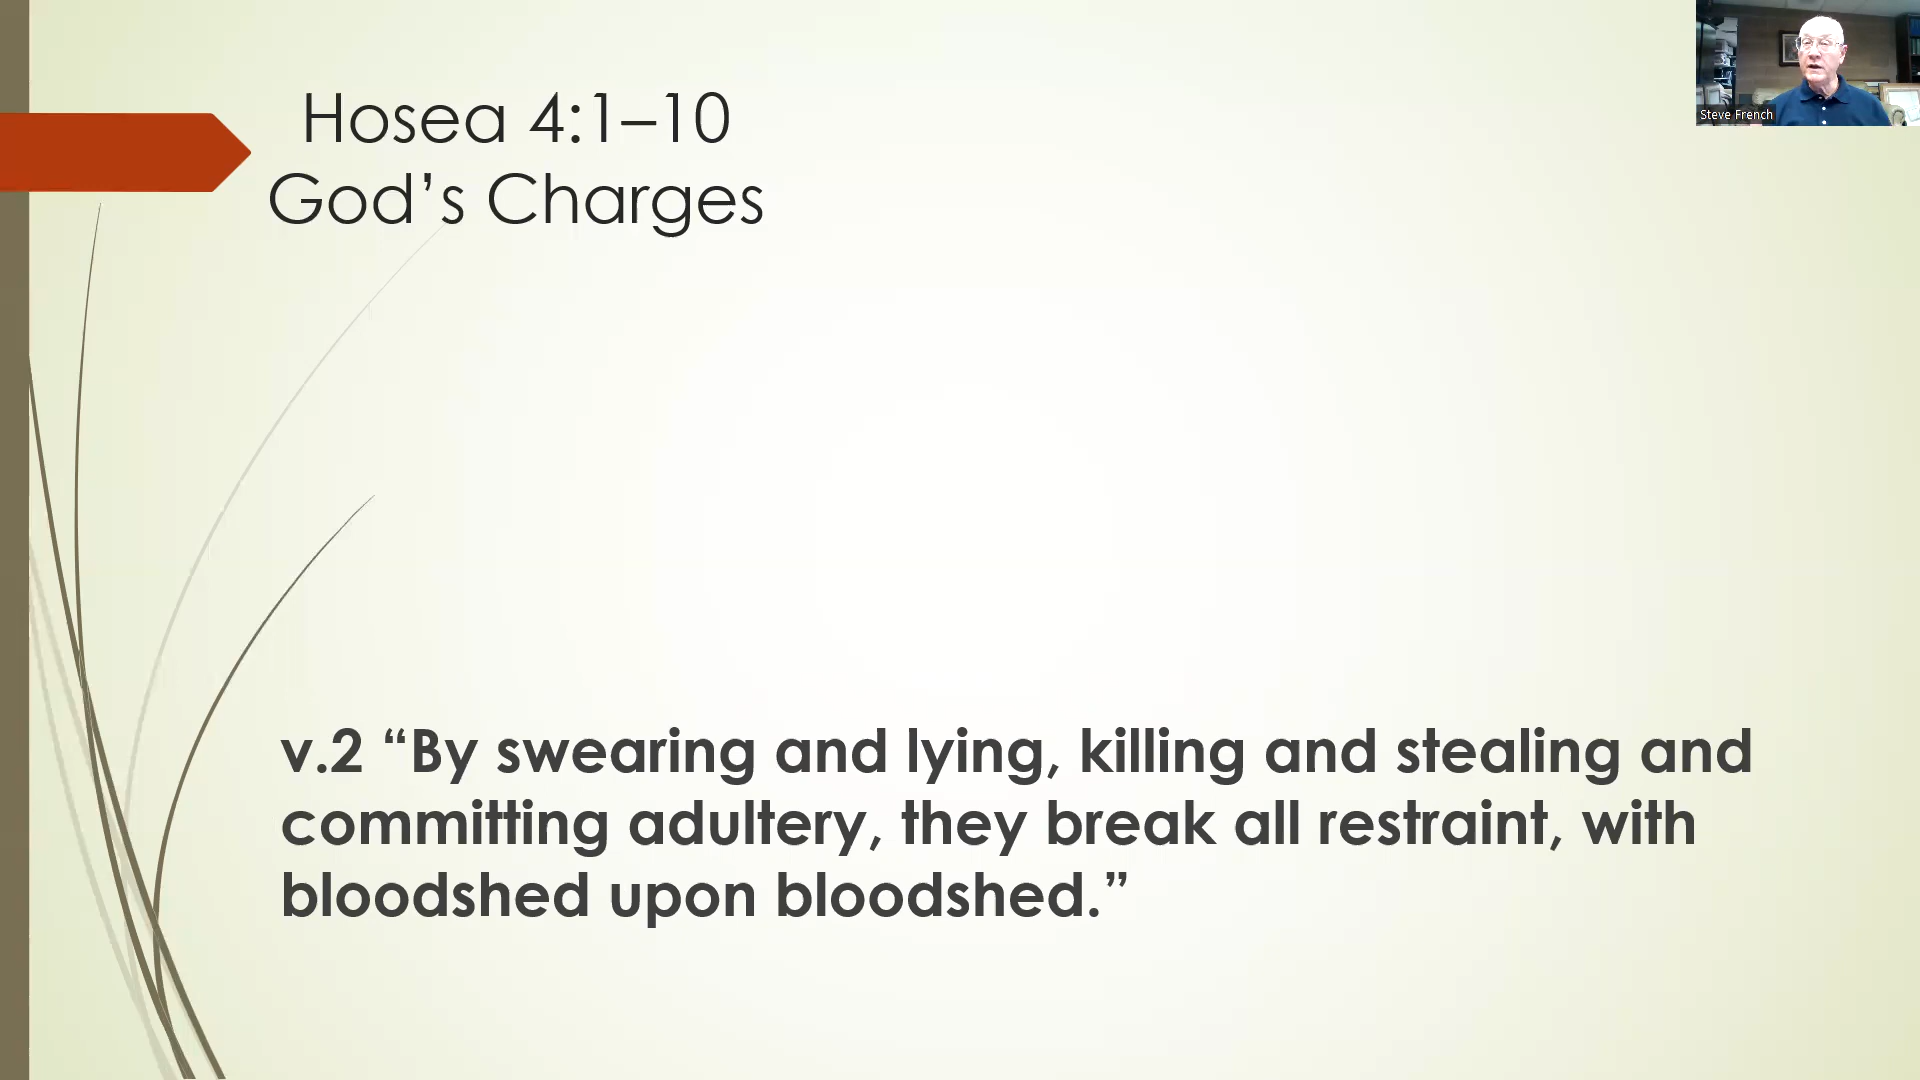 Hosea 4:1–10
God’s Charges
Steve French
v.2 “By swearing and lying, killing and stealing and
committing adultery, they break all restraint, with
bloodshed upon bloodshed.”